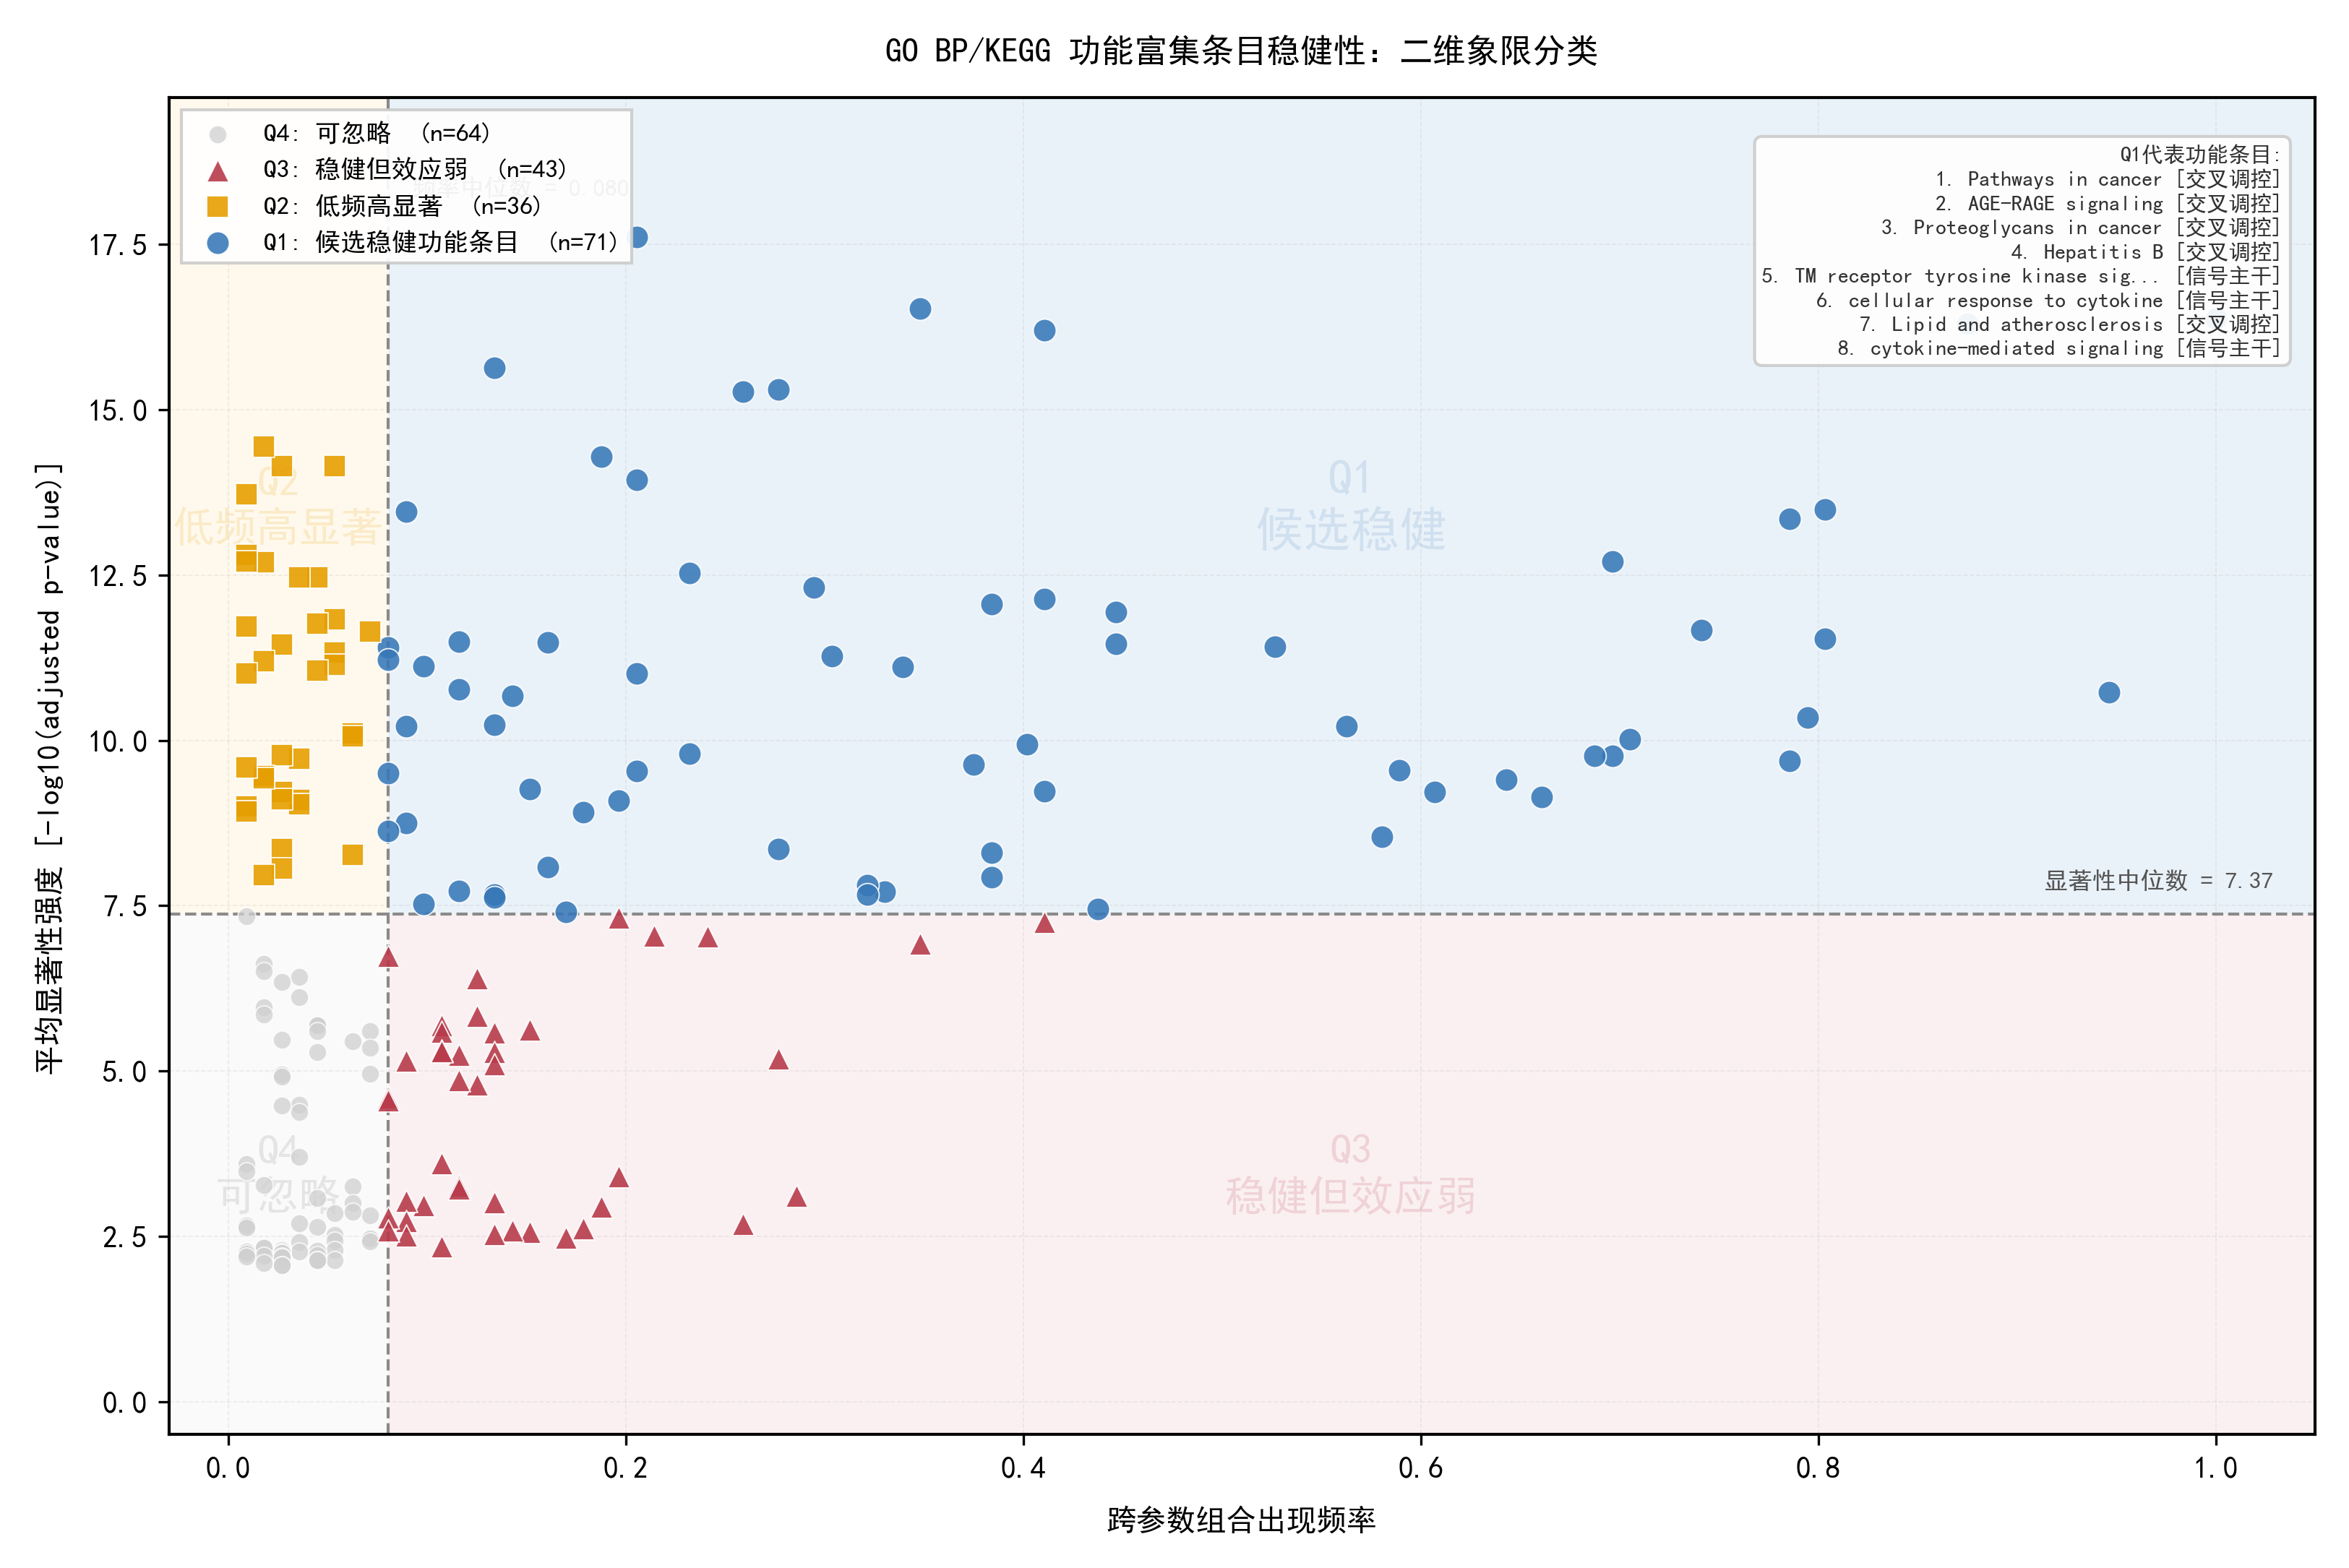 GO BP/KEGG 功能富集条目稳健性：二维象限分类
Q4: 可忽略 (n=64)
Q3: 稳健但效应弱 (n=43)
Q2: 低频高显著 (n=36)
Q1: 候选稳健功能条目 (n=71)
频率中位数 = 0.080
Q1代表功能条目:
1. Pathways in cancer [交叉调控]
2. AGE-RAGE signaling [交叉调控]
3. Proteoglycans in cancer [交叉调控]
4. Hepatitis B [交叉调控]
5. TM receptor tyrosine kinase sig... [信号主干]
6. cellular response to cytokine [信号主干]
7. Lipid and atherosclerosis [交叉调控]
8. cytokine-mediated signaling [信号主干]
Q2
低频高显著
Q1
候选稳健
显著性中位数 = 7.37
Q4
可忽略
Q3
稳健但效应弱
平均显著性强度 [-log10(adjusted p-value)]
17.5
15.0
12.5
10.0
7.5
5.0
2.5
0.0
0.0 0.2 0.4 0.6 0.8 1.0
跨参数组合出现频率